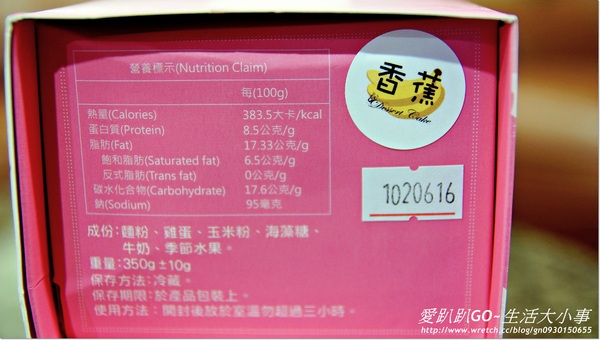 營養標示(Nutrition Claim)
每(100g)
熱量(Calories) 383.5大卡/kcal
蛋白質(Protein) 8.5公克/g
脂肪(Fat) 17.33公克/g
飽和脂肪(Saturated fat) 6.5公克/g
反式脂肪(Trans fat) 0公克/g
碳水化合物(Carbohydrate) 17.6公克/g
鈉(Sodium) 95毫克
成份:麵粉、雞蛋、玉米粉、海藻糖、
牛奶、季節水果。
重量:350g±10g
保存方法:冷藏。
保存期限:於產品包裝上。
使用方法:開封後放於室溫勿超過三小時。
香蕉
Dessert Cake
1020616
愛趴趴GO~生活大小事
http://www.wretch.cc/blog/gn0930150655